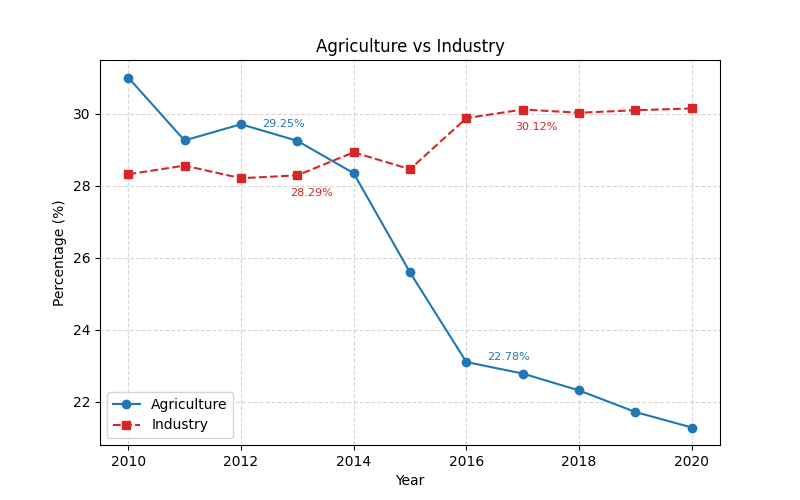 Agriculture vs Industry
Percentage (%)
30
28
26
24
22
29.25%
30.12%
28.29%
22.78%
Agriculture
Industry
2010 2012 2014 2016 2018 2020
Year